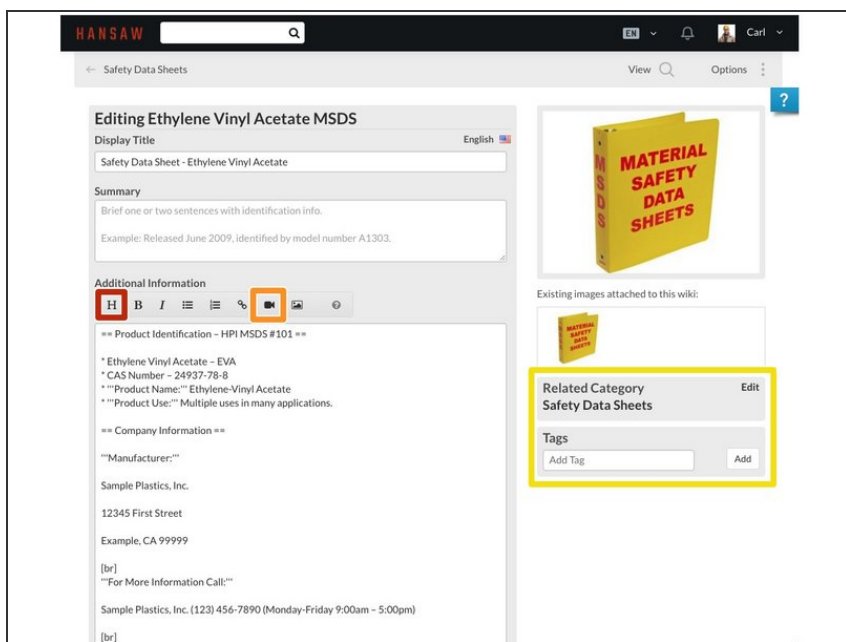 HANSAW
EN
Carl
← Safety Data Sheets
View
Options
?
Editing Ethylene Vinyl Acetate MSDS
Display Title
English
Safety Data Sheet - Ethylene Vinyl Acetate
Summary
Brief one or two sentences with identification info.
Example: Released June 2009, identified by model number A1303.
Additional Information
H B I
== Product Identification – HPI MSDS #101 ==
* Ethylene Vinyl Acetate – EVA
* CAS Number – 24937-78-8
* '''Product Name:''' Ethylene-Vinyl Acetate
* '''Product Use:''' Multiple uses in many applications.
== Company Information ==
'''Manufacturer:'''
Sample Plastics, Inc.
12345 First Street
Example, CA 99999
[br]
'''For More Information Call:'''
Sample Plastics, Inc. (123) 456-7890 (Monday-Friday 9:00am – 5:00pm)
[br]
MSDS
MATERIAL
SAFETY
DATA
SHEETS
Existing images attached to this wiki:
MATERIAL
SAFETY
DATA
SHEETS
Related Category
Edit
Safety Data Sheets
Tags
Add Tag
Add